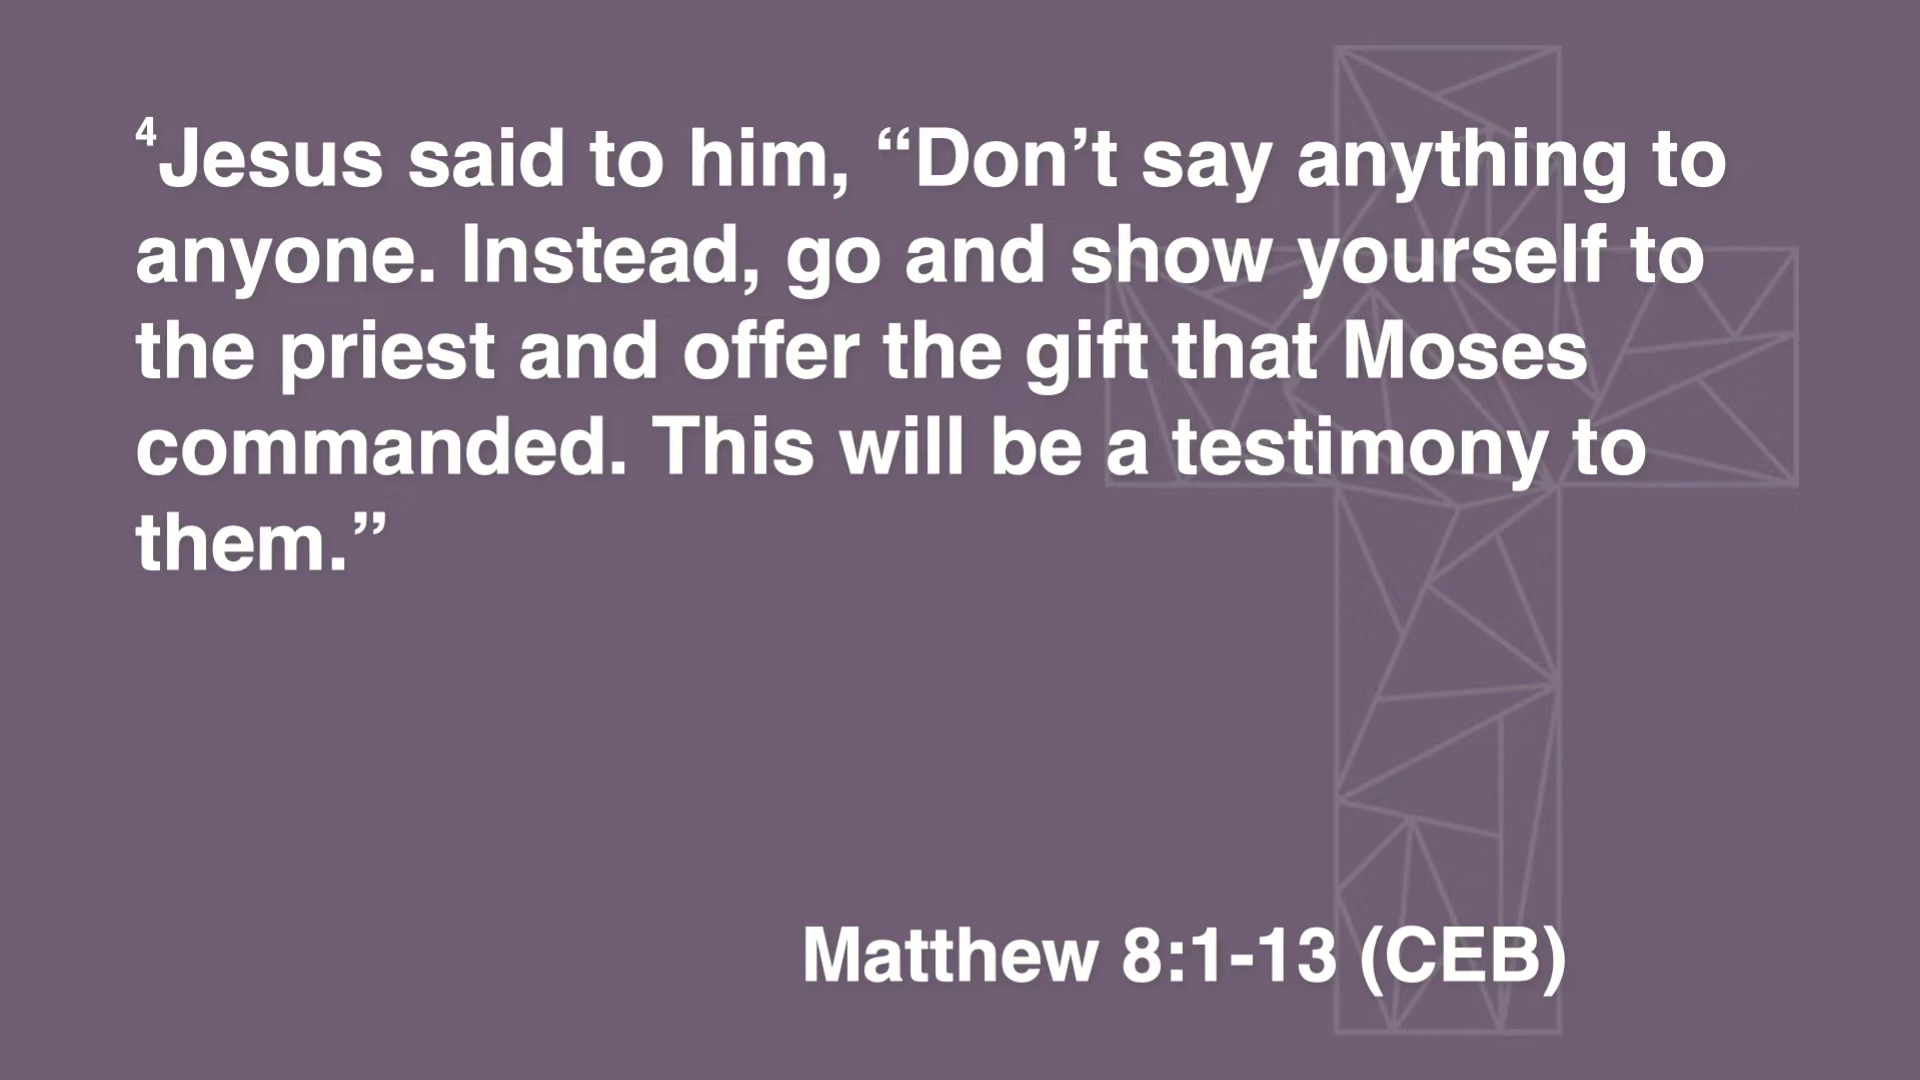 ⁴Jesus said to him, “Don’t say anything to
anyone. Instead, go and show yourself to
the priest and offer the gift that Moses
commanded. This will be a testimony to
them.”
Matthew 8:1-13 (CEB)